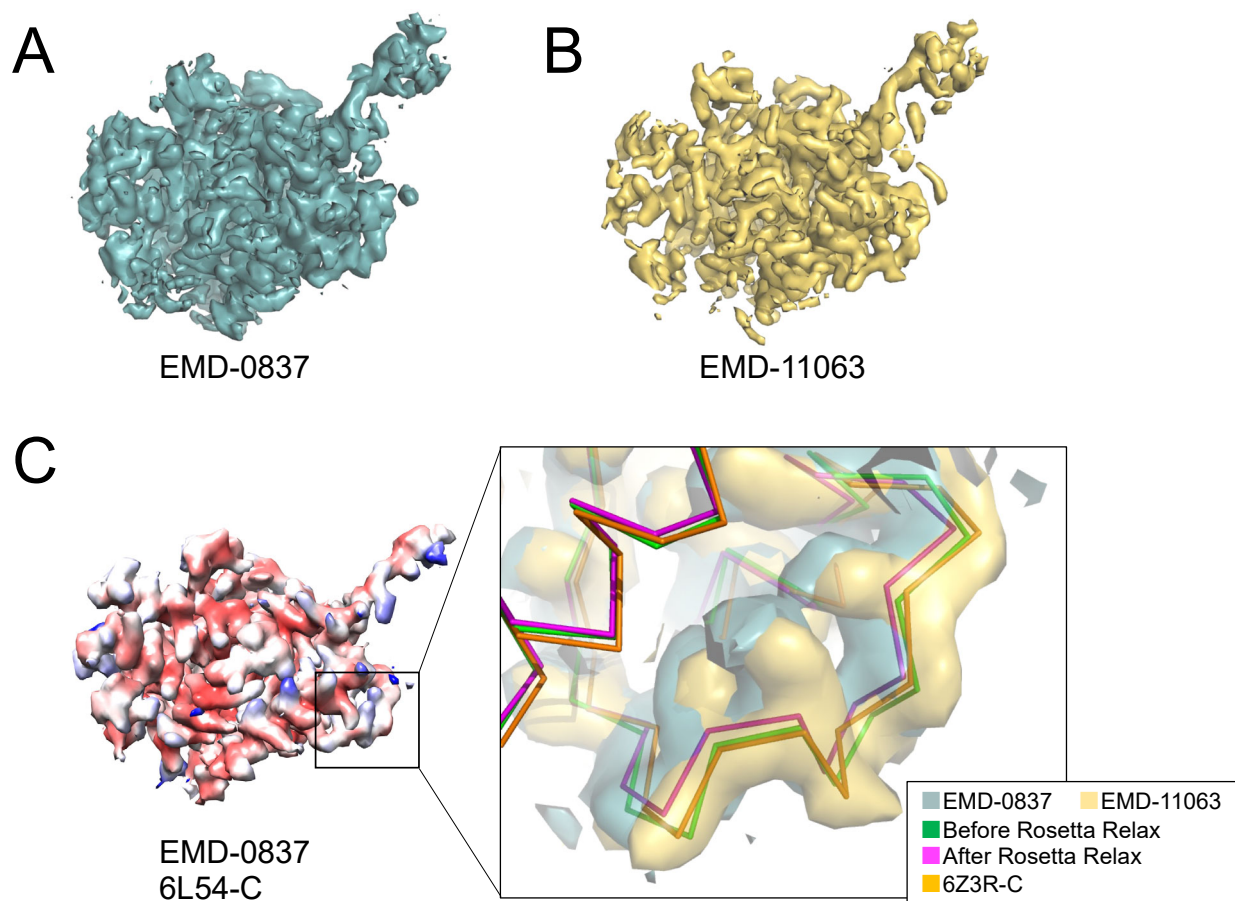 A
B
EMD-0837
EMD-11063
C
EMD-0837
6L54-C
EMD-0837 EMD-11063
Before Rosetta Relax
After Rosetta Relax
6Z3R-C